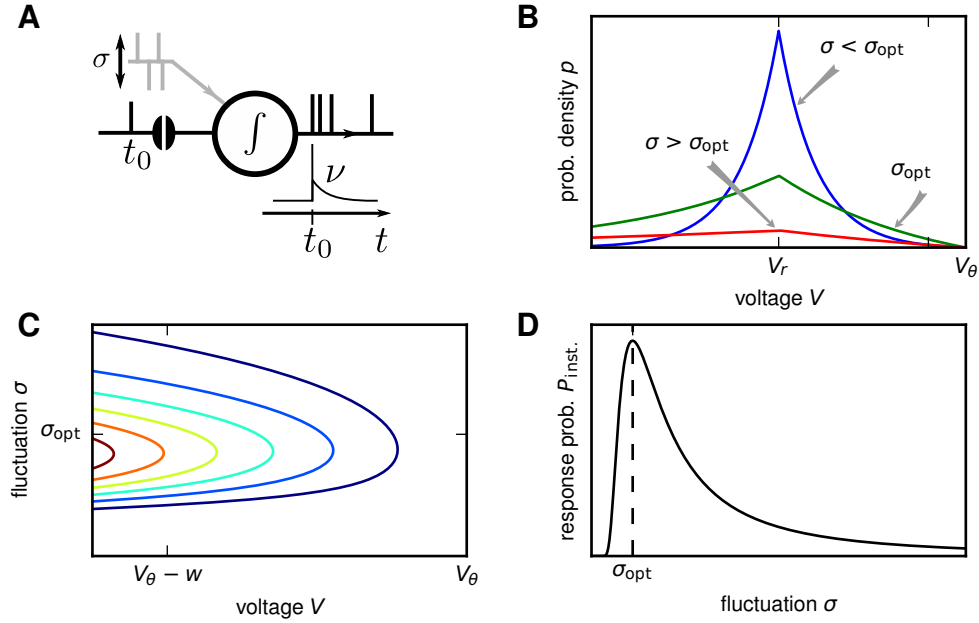 A
σ
t₀
∫
ν
t₀
t
B
prob. density p
σ < σopt
σ > σopt
σopt
Vr
Vθ
voltage V
C
fluctuation σ
σopt
Vθ − w
Vθ
voltage V
D
response prob. Pinst.
σopt
fluctuation σ